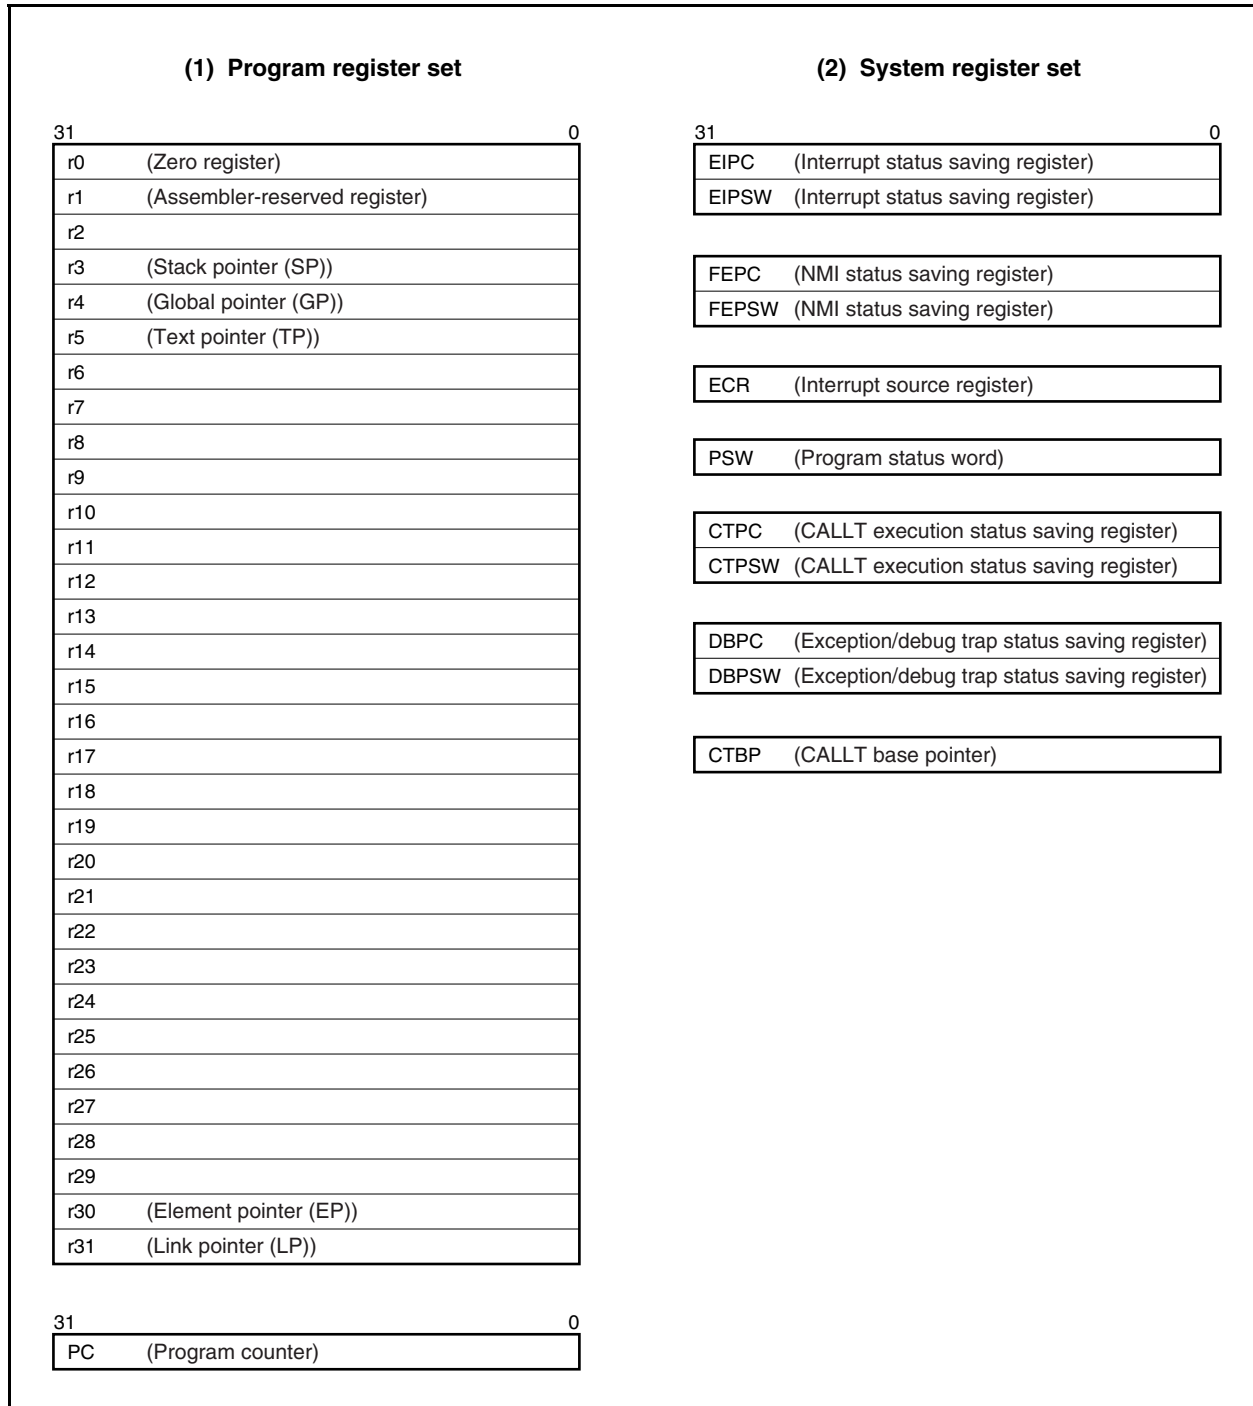 (1) Program register set
31 0
r0 (Zero register)
r1 (Assembler-reserved register)
r2
r3 (Stack pointer (SP))
r4 (Global pointer (GP))
r5 (Text pointer (TP))
r6
r7
r8
r9
r10
r11
r12
r13
r14
r15
r16
r17
r18
r19
r20
r21
r22
r23
r24
r25
r26
r27
r28
r29
r30 (Element pointer (EP))
r31 (Link pointer (LP))
31 0
PC (Program counter)
(2) System register set
31 0
EIPC (Interrupt status saving register)
EIPSW (Interrupt status saving register)
FEPC (NMI status saving register)
FEPSW (NMI status saving register)
ECR (Interrupt source register)
PSW (Program status word)
CTPC (CALLT execution status saving register)
CTPSW (CALLT execution status saving register)
DBPC (Exception/debug trap status saving register)
DBPSW (Exception/debug trap status saving register)
CTBP (CALLT base pointer)